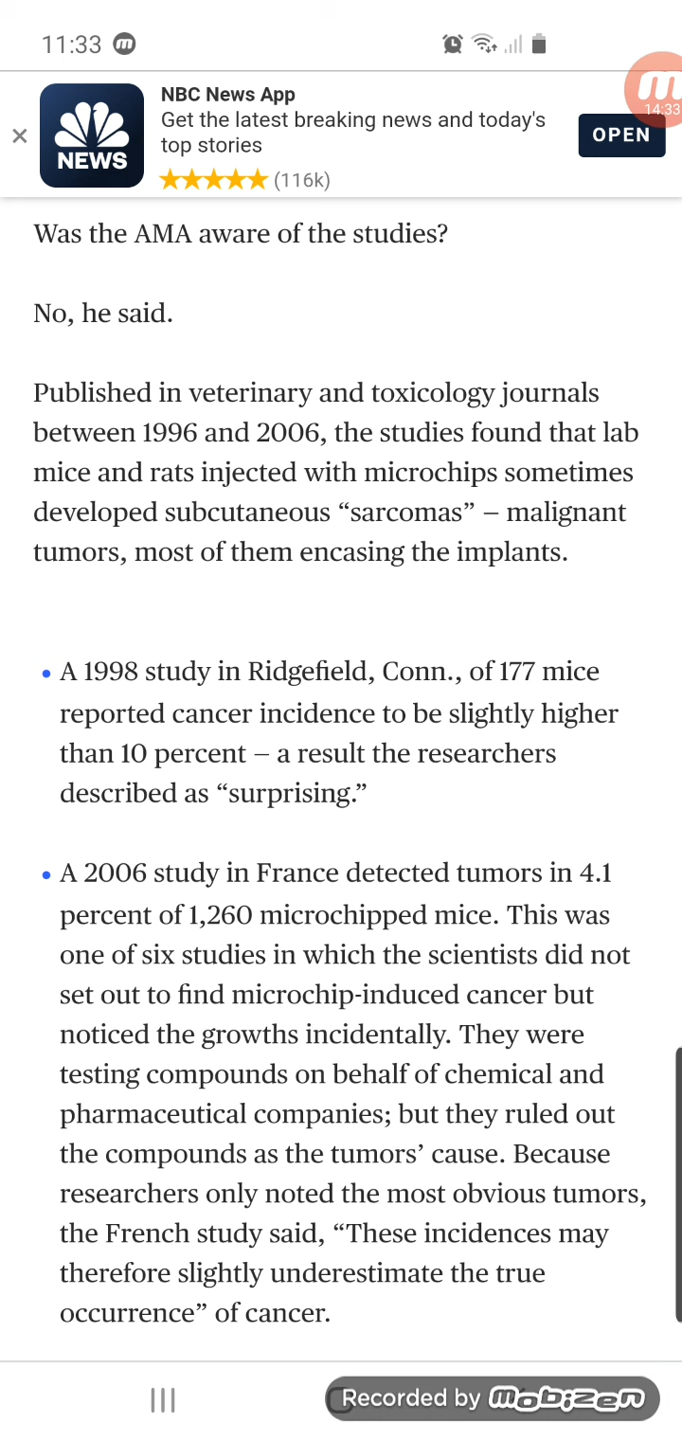 11:33
14:33
NBC News App
Get the latest breaking news and today's
top stories
NEWS
OPEN
(116k)
Was the AMA aware of the studies?
No, he said.
Published in veterinary and toxicology journals
between 1996 and 2006, the studies found that lab
mice and rats injected with microchips sometimes
developed subcutaneous “sarcomas” – malignant
tumors, most of them encasing the implants.
• A 1998 study in Ridgefield, Conn., of 177 mice
reported cancer incidence to be slightly higher
than 10 percent – a result the researchers
described as “surprising.”
• A 2006 study in France detected tumors in 4.1
percent of 1,260 microchipped mice. This was
one of six studies in which the scientists did not
set out to find microchip-induced cancer but
noticed the growths incidentally. They were
testing compounds on behalf of chemical and
pharmaceutical companies; but they ruled out
the compounds as the tumors’ cause. Because
researchers only noted the most obvious tumors,
the French study said, “These incidences may
therefore slightly underestimate the true
occurrence” of cancer.
Recorded by mobizen